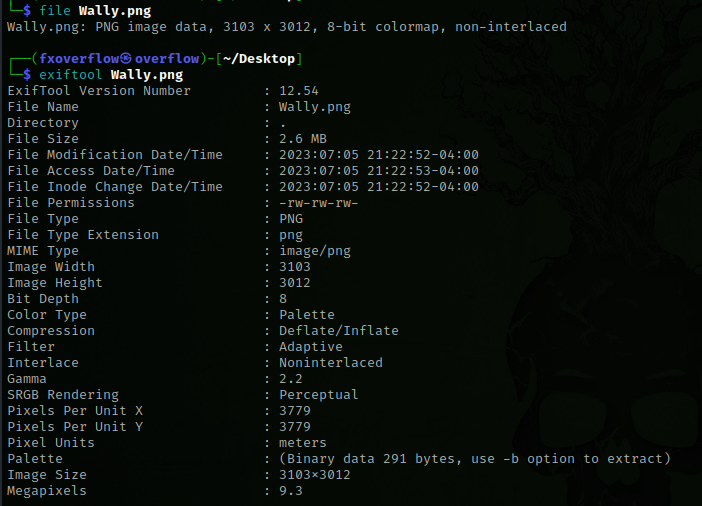 └─$ file Wally.png
Wally.png: PNG image data, 3103 x 3012, 8-bit colormap, non-interlaced
┌──(fxoverflow㉿overflow)-[~/Desktop]
└─$ exiftool Wally.png
ExifTool Version Number : 12.54
File Name : Wally.png
Directory : .
File Size : 2.6 MB
File Modification Date/Time : 2023:07:05 21:22:52-04:00
File Access Date/Time : 2023:07:05 21:22:53-04:00
File Inode Change Date/Time : 2023:07:05 21:22:52-04:00
File Permissions : -rw-rw-rw-
File Type : PNG
File Type Extension : png
MIME Type : image/png
Image Width : 3103
Image Height : 3012
Bit Depth : 8
Color Type : Palette
Compression : Deflate/Inflate
Filter : Adaptive
Interlace : Noninterlaced
Gamma : 2.2
SRGB Rendering : Perceptual
Pixels Per Unit X : 3779
Pixels Per Unit Y : 3779
Pixel Units : meters
Palette : (Binary data 291 bytes, use -b option to extract)
Image Size : 3103×3012
Megapixels : 9.3